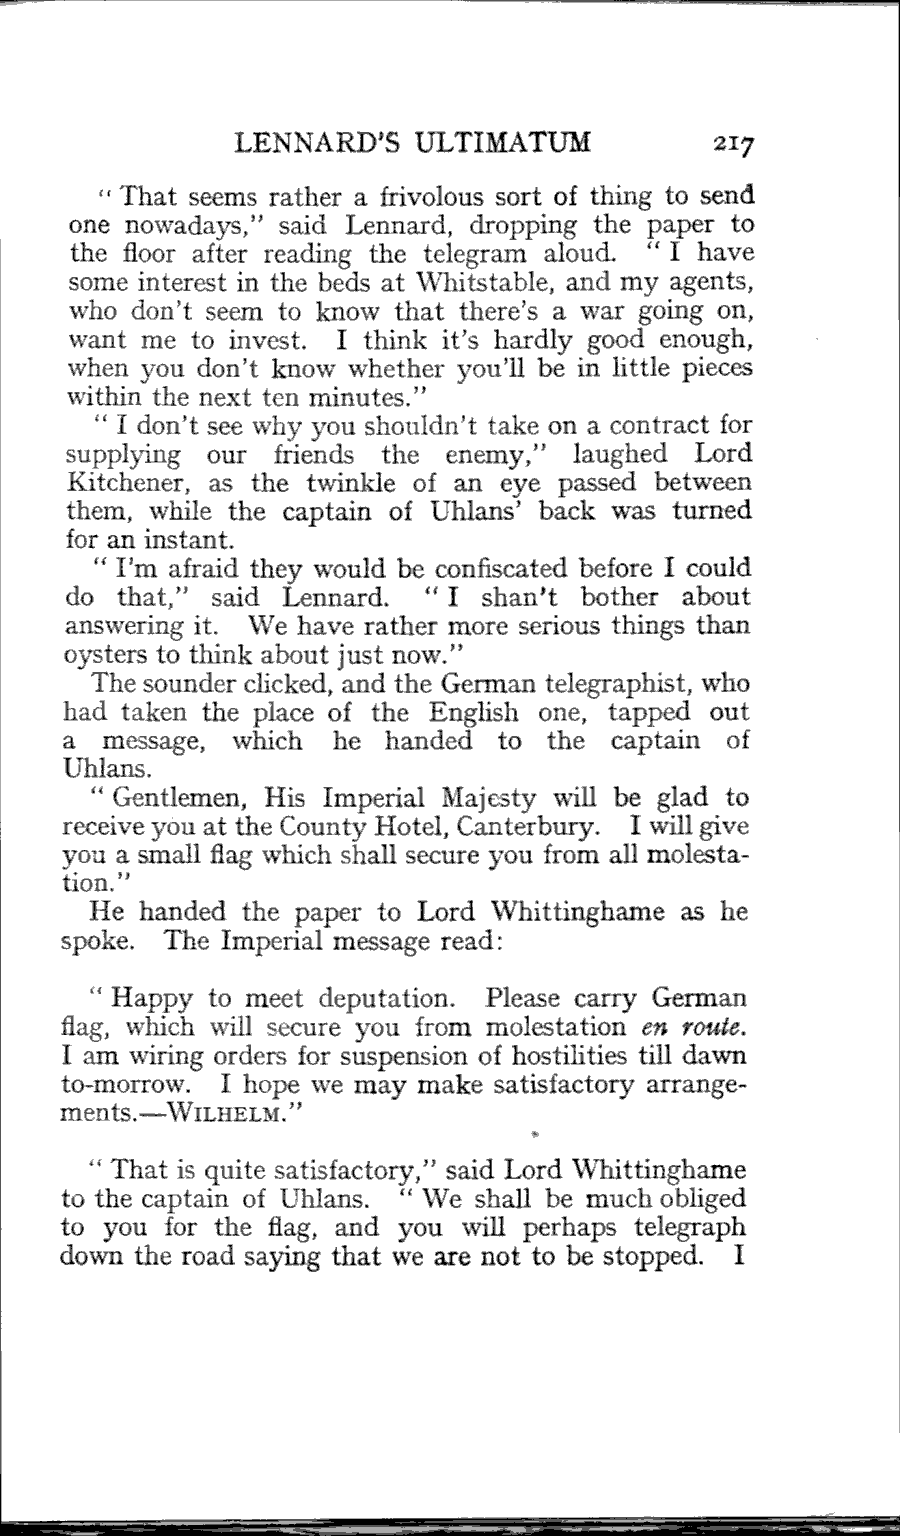 LENNARD'S ULTIMATUM 217
“ That seems rather a frivolous sort of thing to send
one nowadays,” said Lennard, dropping the paper to
the floor after reading the telegram aloud. “ I have
some interest in the beds at Whitstable, and my agents,
who don't seem to know that there's a war going on,
want me to invest. I think it's hardly good enough,
when you don't know whether you'll be in little pieces
within the next ten minutes.”
“ I don't see why you shouldn't take on a contract for
supplying our friends the enemy,” laughed Lord
Kitchener, as the twinkle of an eye passed between
them, while the captain of Uhlans' back was turned
for an instant.
“ I'm afraid they would be confiscated before I could
do that,” said Lennard. “ I shan't bother about
answering it. We have rather more serious things than
oysters to think about just now.”
The sounder clicked, and the German telegraphist, who
had taken the place of the English one, tapped out
a message, which he handed to the captain of
Uhlans.
“ Gentlemen, His Imperial Majesty will be glad to
receive you at the County Hotel, Canterbury. I will give
you a small flag which shall secure you from all molesta-
tion.”
He handed the paper to Lord Whittinghame as he
spoke. The Imperial message read:
“ Happy to meet deputation. Please carry German
flag, which will secure you from molestation en route.
I am wiring orders for suspension of hostilities till dawn
to-morrow. I hope we may make satisfactory arrange-
ments.—WILHELM.”
“ That is quite satisfactory,” said Lord Whittinghame
to the captain of Uhlans. “ We shall be much obliged
to you for the flag, and you will perhaps telegraph
down the road saying that we are not to be stopped. I